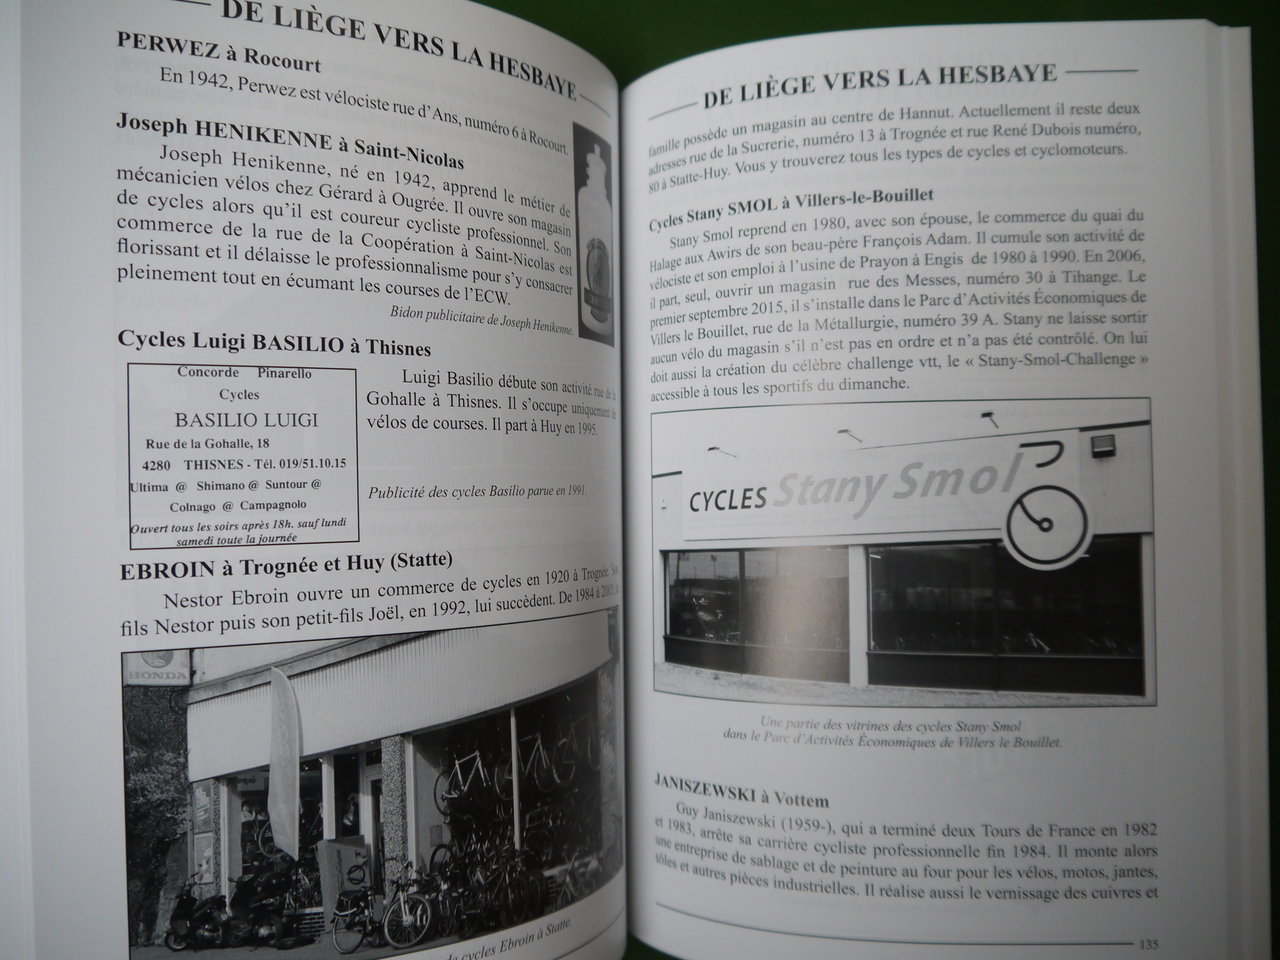 DE LIÈGE VERS LA HESBAYE
PERWEZ à Rocourt
En 1942, Perwez est vélociste rue d'Ans, numéro 6 à Rocourt.
Joseph HENIKENNE à Saint-Nicolas
Joseph Henikenne, né en 1942, apprend le métier de
mécanicien vélos chez Gérard à Ougrée. Il ouvre son magasin
de cycles alors qu'il est coureur cycliste professionnel. Son
commerce de la rue de la Coopération à Saint-Nicolas est
florissant et il délaisse le professionnalisme pour s'y consacrer
pleinement tout en écumant les courses de l'ECW.
Bidon publicitaire de Joseph Henikenne.
Cycles Luigi BASILIO à Thisnes
Concorde Pinarello
Cycles
BASILIO LUIGI
Rue de la Gohalle, 18
4280 THISNES - Tél. 019/51.10.15
Ultima @ Shimano @ Suntour @
Colnago @ Campagnolo
Ouvert tous les soirs après 18h. sauf lundi
samedi toute la journée
Luigi Basilio débute son activité rue de la
Gohalle à Thisnes. Il s'occupe uniquement de
vélos de courses. Il part à Huy en 1995.
Publicité des cycles Basilio parue en 1991.
EBROIN à Trognée et Huy (Statte)
Nestor Ebroin ouvre un commerce de cycles en 1920 à Trognée. Son
fils Nestor puis son petit-fils Joël, en 1992, lui succèdent. De 1984 à
HONDA
de cycles Ebroin à Statte.
DE LIÈGE VERS LA HESBAYE
famille possède un magasin au centre de Hannut. Actuellement il reste deux
adresses rue de la Sucrerie, numéro 13 à Trognée et rue René Dubois numéro,
80 à Statte-Huy. Vous y trouverez tous les types de cycles et cyclomoteurs.
Cycles Stany SMOL à Villers-le-Bouillet
Stany Smol reprend en 1980, avec son épouse, le commerce du quai du
Halage aux Awirs de son beau-père François Adam. Il cumule son activité de
vélociste et son emploi à l'usine de Prayon à Engis de 1980 à 1990. En 2006,
il part, seul, ouvrir un magasin rue des Messes, numéro 30 à Tihange. Le
premier septembre 2015, il s'installe dans le Parc d'Activités Économiques de
Villers le Bouillet, rue de la Métallurgie, numéro 39 A. Stany ne laisse sortir
aucun vélo du magasin s'il n'est pas en ordre et n'a pas été contrôlé. On lui
doit aussi la création du célèbre challenge vtt, le « Stany-Smol-Challenge »
accessible à tous les sportifs du dimanche.
CYCLES Stany Smol
Une partie des vitrines des cycles Stany Smol
dans le Parc d'Activités Économiques de Villers le Bouillet.
JANISZEWSKI à Vottem
Guy Janiszewski (1959-), qui a terminé deux Tours de France en 1982
et 1983, arrête sa carrière cycliste professionnelle fin 1984. Il monte alors
une entreprise de sablage et de peinture au four pour les vélos, motos, jantes,
tôles et autres pièces industrielles. Il réalise aussi le vernissage des cuivres et
135